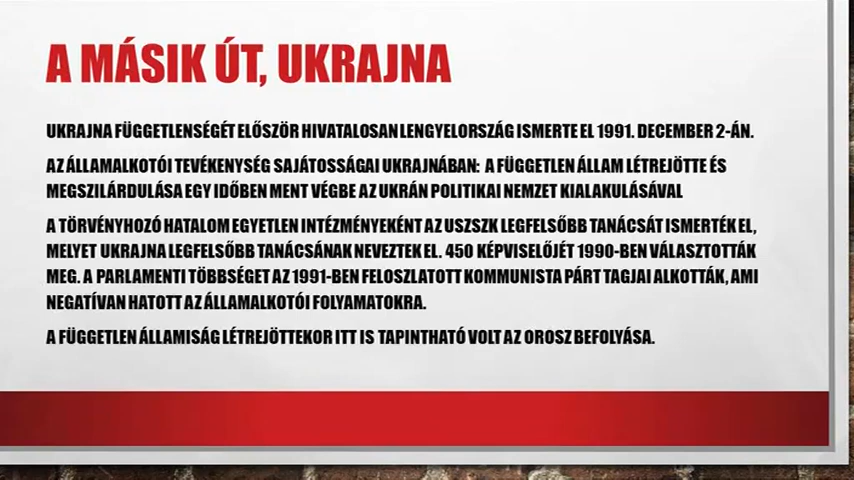 A MÁSIK ÚT, UKRAJNA
UKRAJNA FÜGGETLENSÉGÉT ELŐSZÖR HIVATALOSAN LENGYELORSZÁG ISMERTE EL 1991. DECEMBER 2-ÁN.
AZ ÁLLAMALKOTÓI TEVÉKENYSÉG SAJÁTOSSÁGAI UKRAJNÁBAN: A FÜGGETLEN ÁLLAM LÉTREJÖTTE ÉS
MEGSZILÁRDULÁSA EGY IDŐBEN MENT VÉGBE AZ UKRÁN POLITIKAI NEMZET KIALAKULÁSÁVAL
A TÖRVÉNYHOZÓ HATALOM EGYETLEN INTÉZMÉNYEKÉNT AZ USZSZK LEGFELSŐBB TANÁCSÁT ISMERTÉK EL,
MELYET UKRAJNA LEGFELSŐBB TANÁCSÁNAK NEVEZTEK EL. 450 KÉPVISELŐJÉT 1990-BEN VÁLASZTOTTÁK
MEG. A PARLAMENTI TÖBBSÉGET AZ 1991-BEN FELOSZLATOTT KOMMUNISTA PÁRT TAGJAI ALKOTTÁK, AMI
NEGATÍVAN HATOTT AZ ÁLLAMALKOTÓI FOLYAMATOKRA.
A FÜGGETLEN ÁLLAMISÁG LÉTREJÖTTEKOR ITT IS TAPINTHATÓ VOLT AZ OROSZ BEFOLYÁSA.